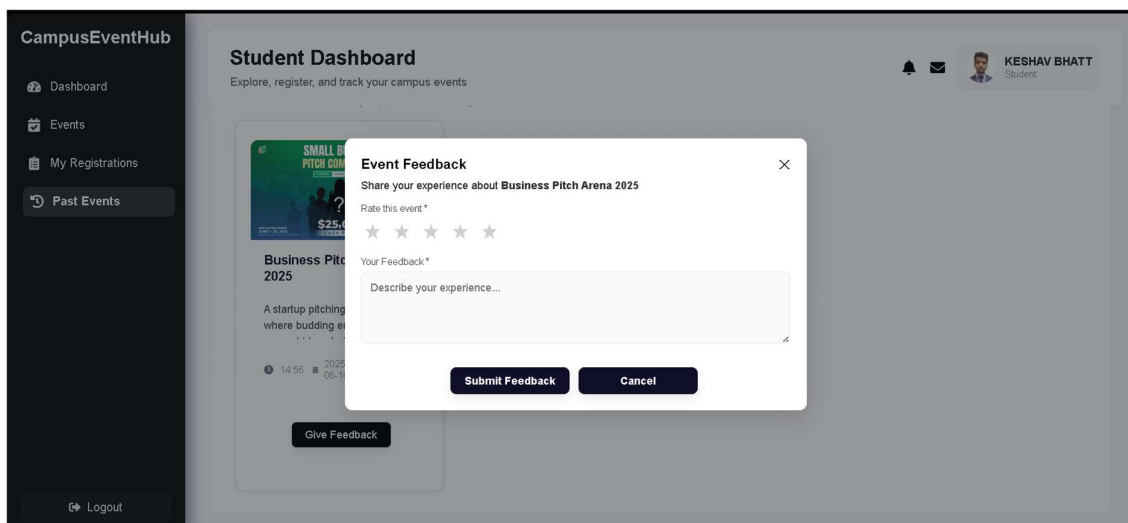 CampusEventHub
Dashboard
Events
My Registrations
Past Events
Logout
Student Dashboard
Explore, register, and track your campus events
KESHAV BHATT
Student
SMALL B
PITCH COM
?
$25,0
Business Pitc
2025
A startup pitching
where budding e
14:56
2025
06-1
Give Feedback
Event Feedback
Share your experience about Business Pitch Arena 2025
Rate this event *
Your Feedback *
Describe your experience...
Submit Feedback
Cancel